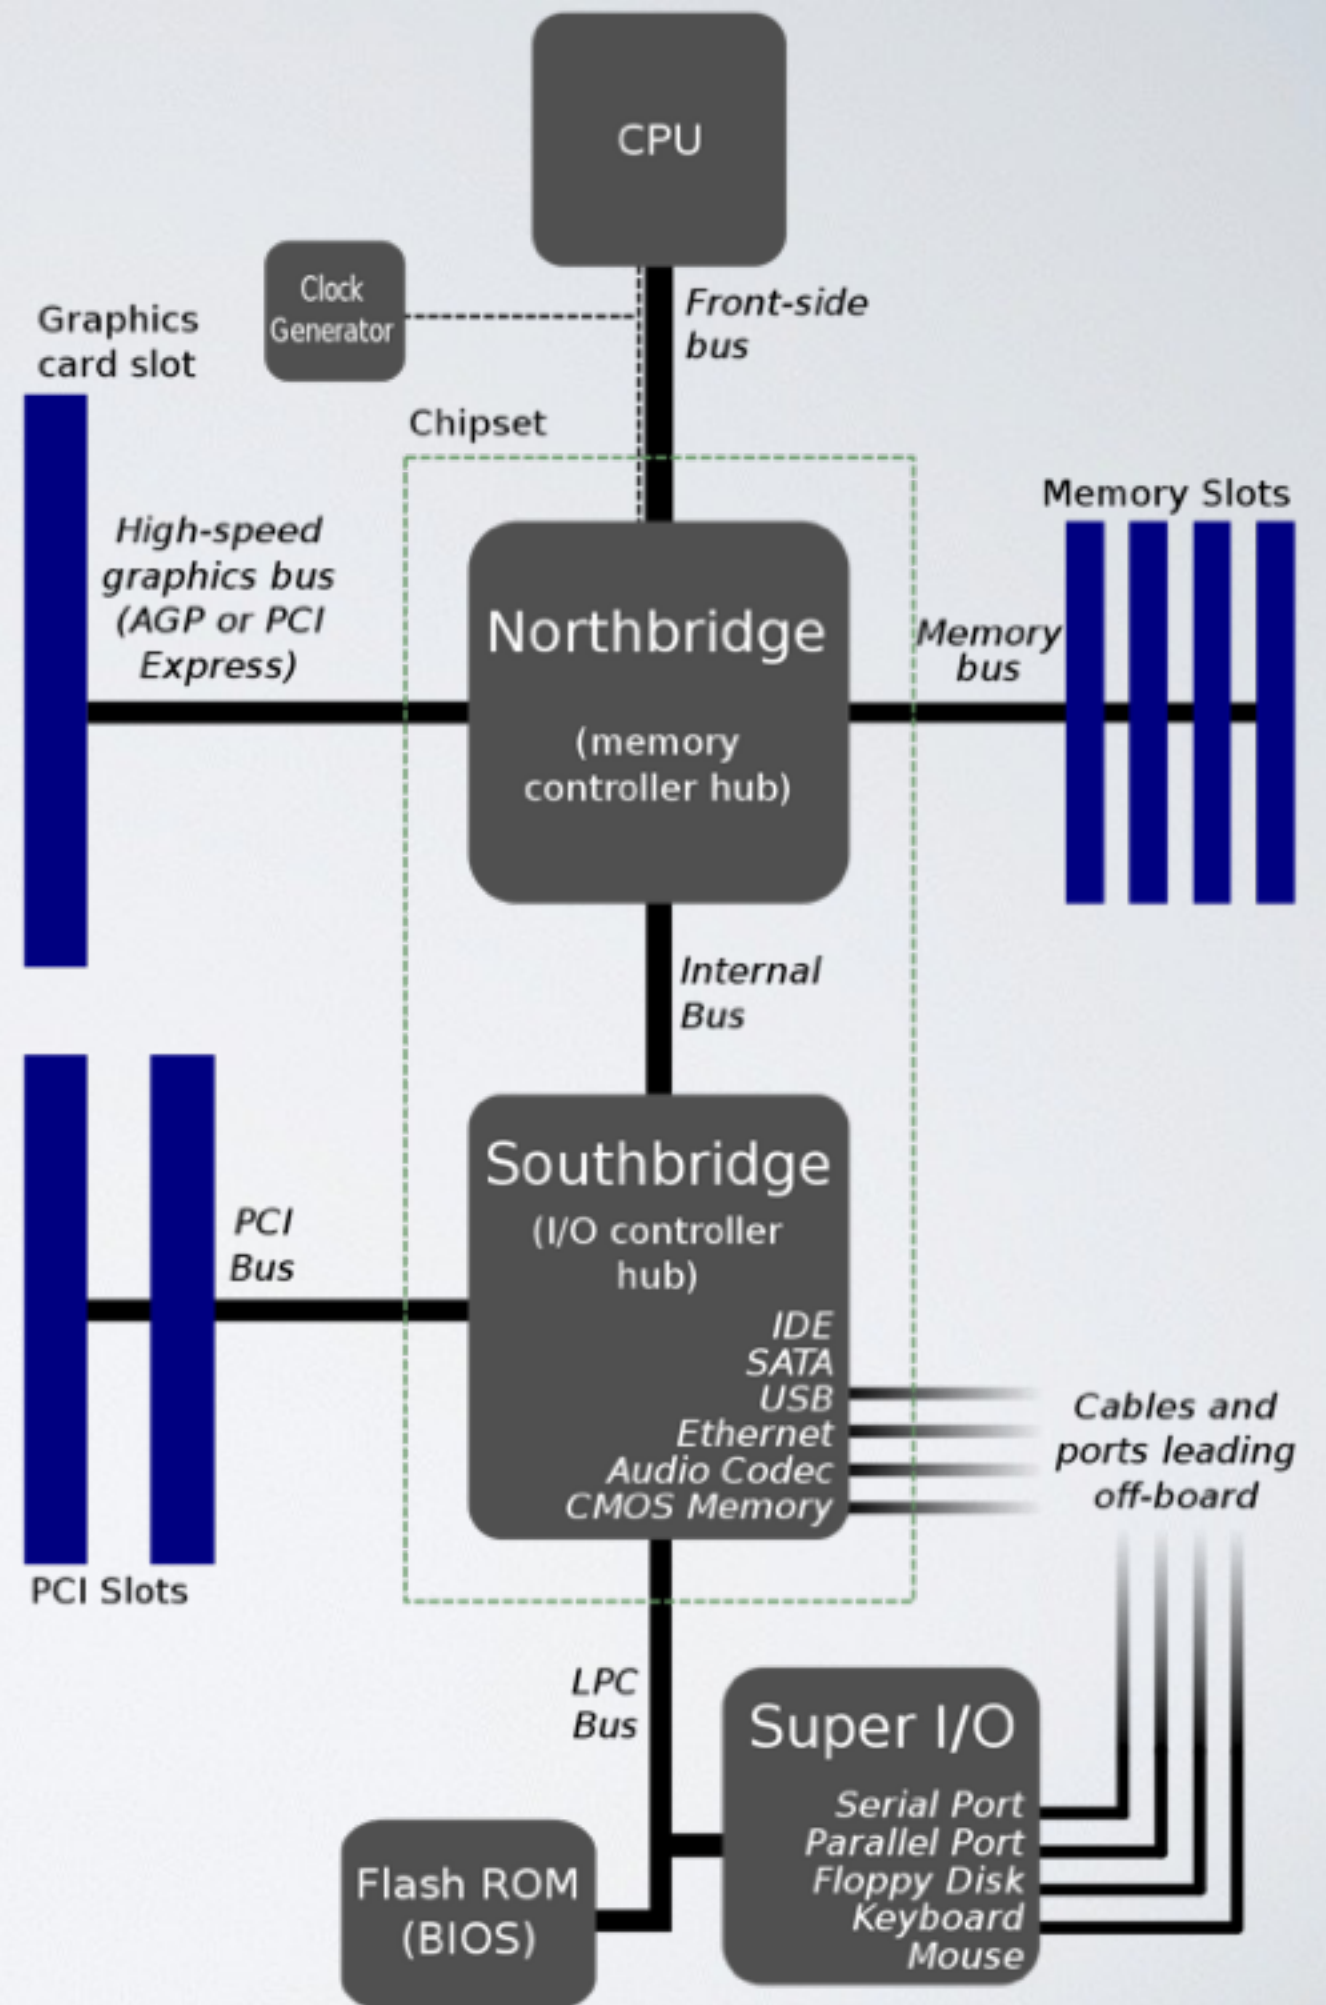 CPU
Clock
Generator
Front-side
bus
Graphics
card slot
Chipset
High-speed
graphics bus
(AGP or PCI
Express)
Northbridge
(memory
controller hub)
Memory Slots
Memory
bus
Internal
Bus
Southbridge
(I/O controller
hub)
IDE
SATA
USB
Ethernet
Audio Codec
CMOS Memory
PCI
Bus
PCI Slots
Cables and
ports leading
off-board
LPC
Bus
Super I/O
Serial Port
Parallel Port
Floppy Disk
Keyboard
Mouse
Flash ROM
(BIOS)